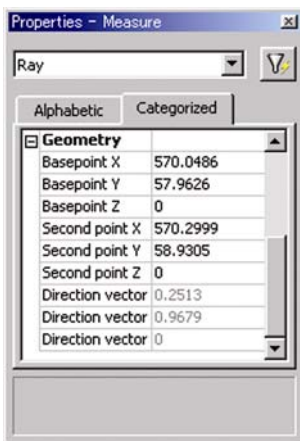 Properties - Measure
Ray
Alphabetic Categorized
Geometry
Basepoint X 570.0486
Basepoint Y 57.9626
Basepoint Z 0
Second point X 570.2999
Second point Y 58.9305
Second point Z 0
Direction vector 0.2513
Direction vector 0.9679
Direction vector 0